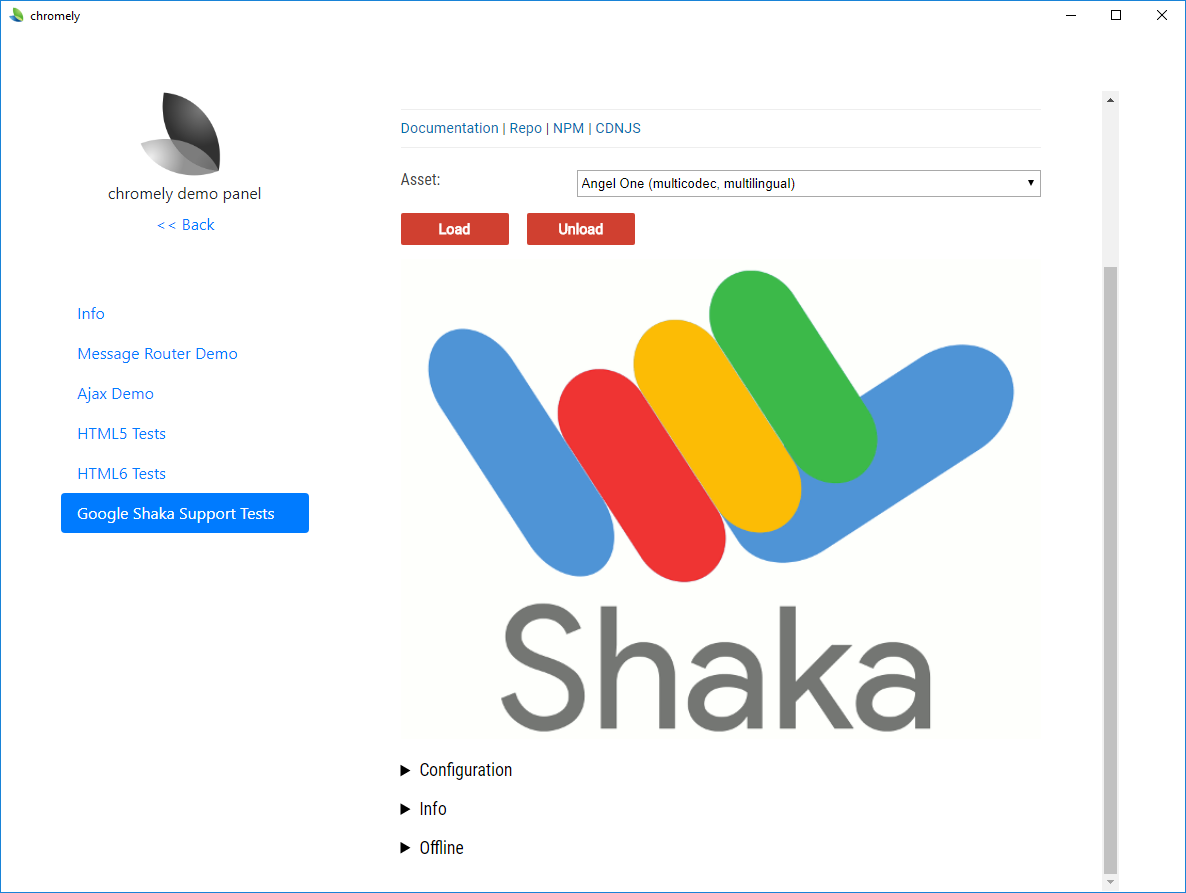 chromely
chromely demo panel
<< Back
Info
Message Router Demo
Ajax Demo
HTML5 Tests
HTML6 Tests
Google Shaka Support Tests
Documentation | Repo | NPM | CDNJS
Asset:
Angel One (multicodec, multilingual)
Load
Unload
Shaka
Configuration
Info
Offline